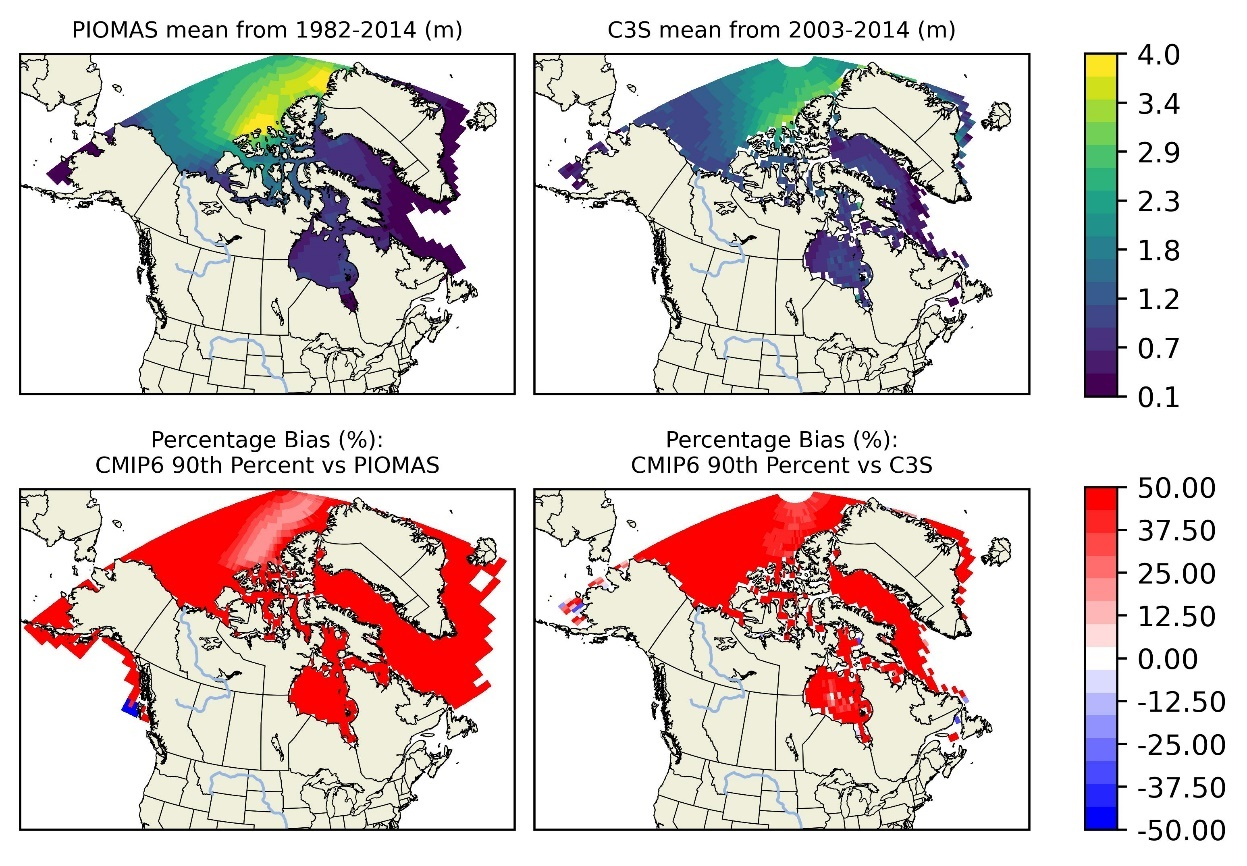 PIOMAS mean from 1982-2014 (m)
C3S mean from 2003-2014 (m)
4.0
3.4
2.9
2.3
1.8
1.2
0.7
0.1
Percentage Bias (%):
CMIP6 90th Percent vs PIOMAS
Percentage Bias (%):
CMIP6 90th Percent vs C3S
50.00
37.50
25.00
12.50
0.00
-12.50
-25.00
-37.50
-50.00